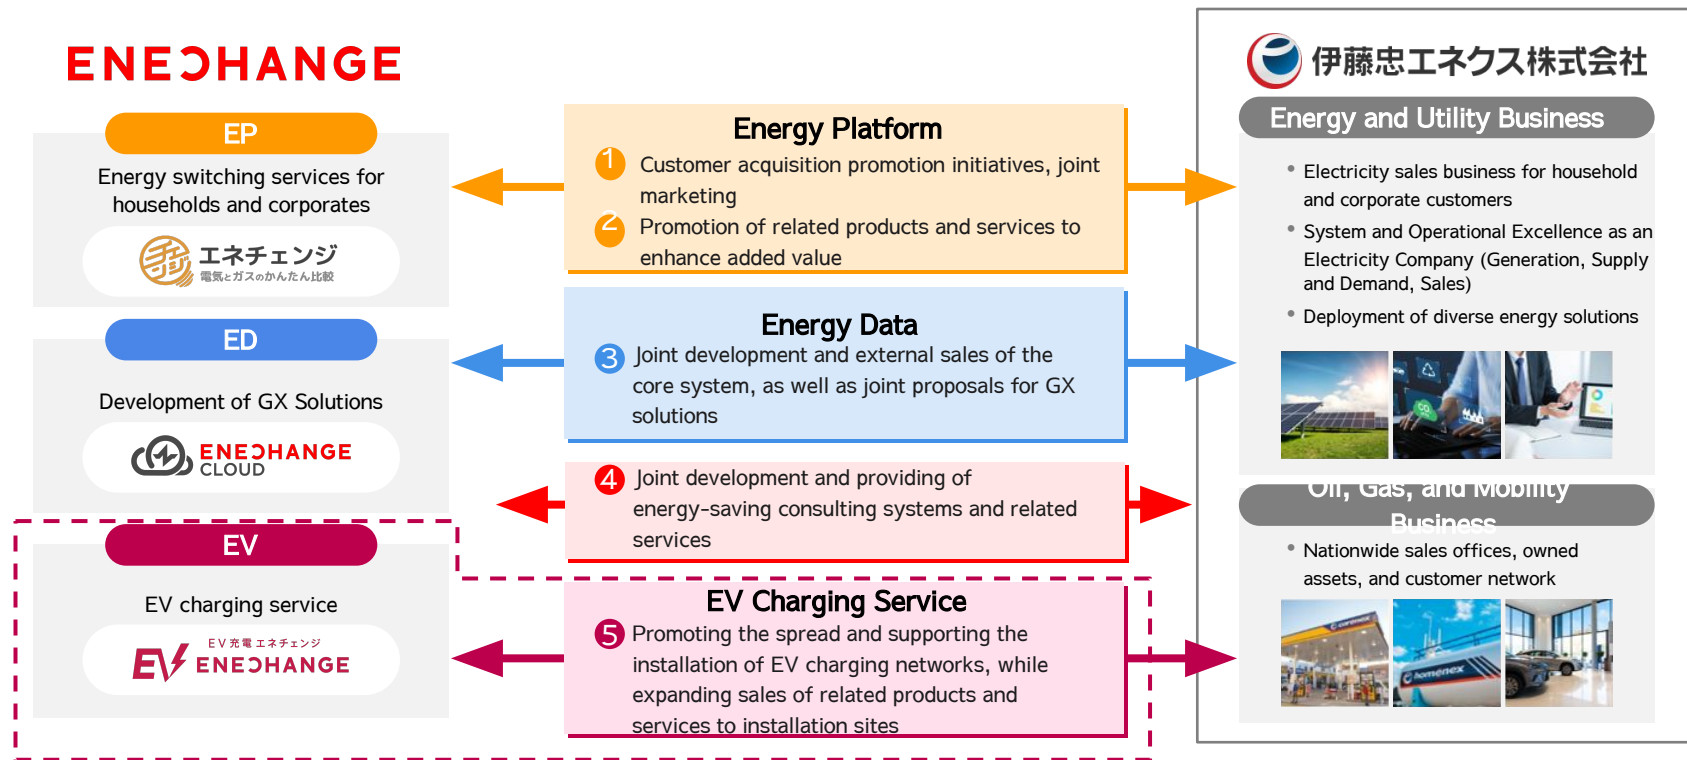 ENECHANGE
EP
Energy switching services for
households and corporates
エネチェンジ
電気とガスのかんたん比較
ED
Development of GX Solutions
ENECHANGE
CLOUD
EV
EV charging service
EV充電エネチェンジ
EV ENECHANGE
Energy Platform
1 Customer acquisition promotion initiatives, joint
marketing
2 Promotion of related products and services to
enhance added value
Energy Data
3 Joint development and external sales of the
core system, as well as joint proposals for GX
solutions
4 Joint development and providing of
energy-saving consulting systems and related
services
EV Charging Service
5 Promoting the spread and supporting the
installation of EV charging networks, while
expanding sales of related products and
services to installation sites
伊藤忠エネクス株式会社
Energy and Utility Business
• Electricity sales business for household
and corporate customers
• System and Operational Excellence as an
Electricity Company (Generation, Supply
and Demand, Sales)
• Deployment of diverse energy solutions
Oil, Gas, and Mobility
Business
• Nationwide sales offices, owned
assets, and customer network
carenex
homenex